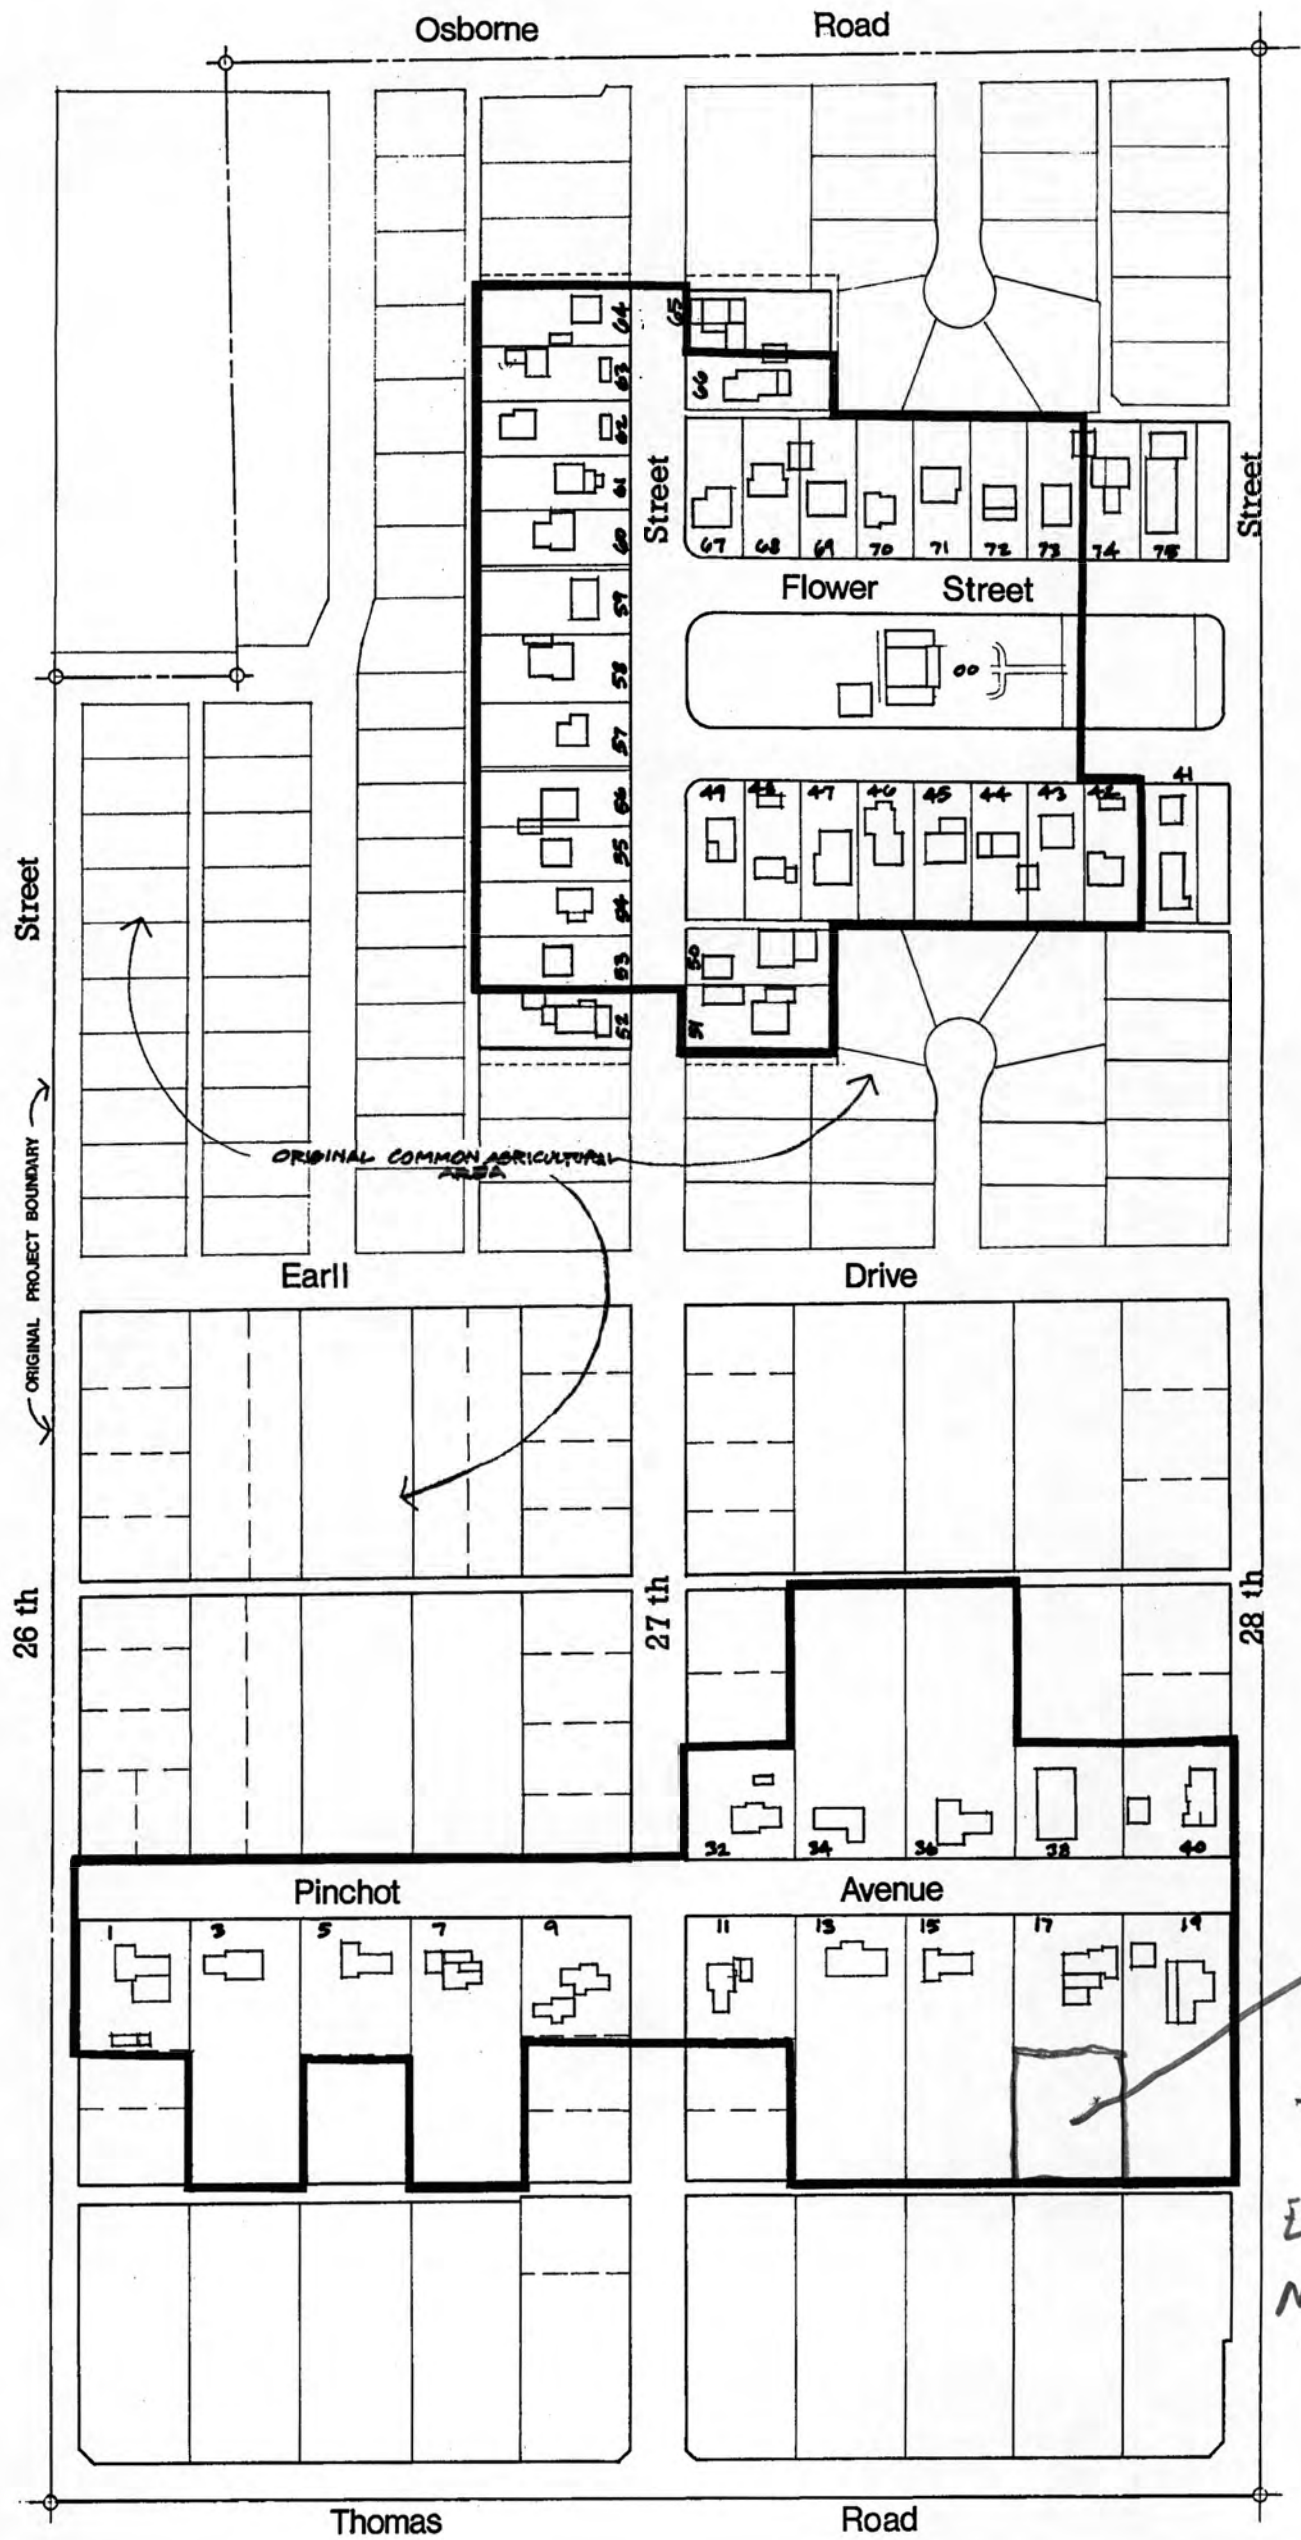 Osborne Road
64
65
63
66
62
61
60
Street
Street
67 68 69 70 71 72 73 74 75
59
Flower Street
58
00
57
41
49 48 47 46 45 44 43 42
56
55
Street
54
53
50
52
51
ORIGINAL PROJECT BOUNDARY
ORIGINAL COMMON AGRICULTURAL
AREA
Earll Drive
26 th
27 th
28 th
32 34 36 38 40
Pinchot Avenue
1 3 5 7 9 11 13 15 17 19
Thomas Road